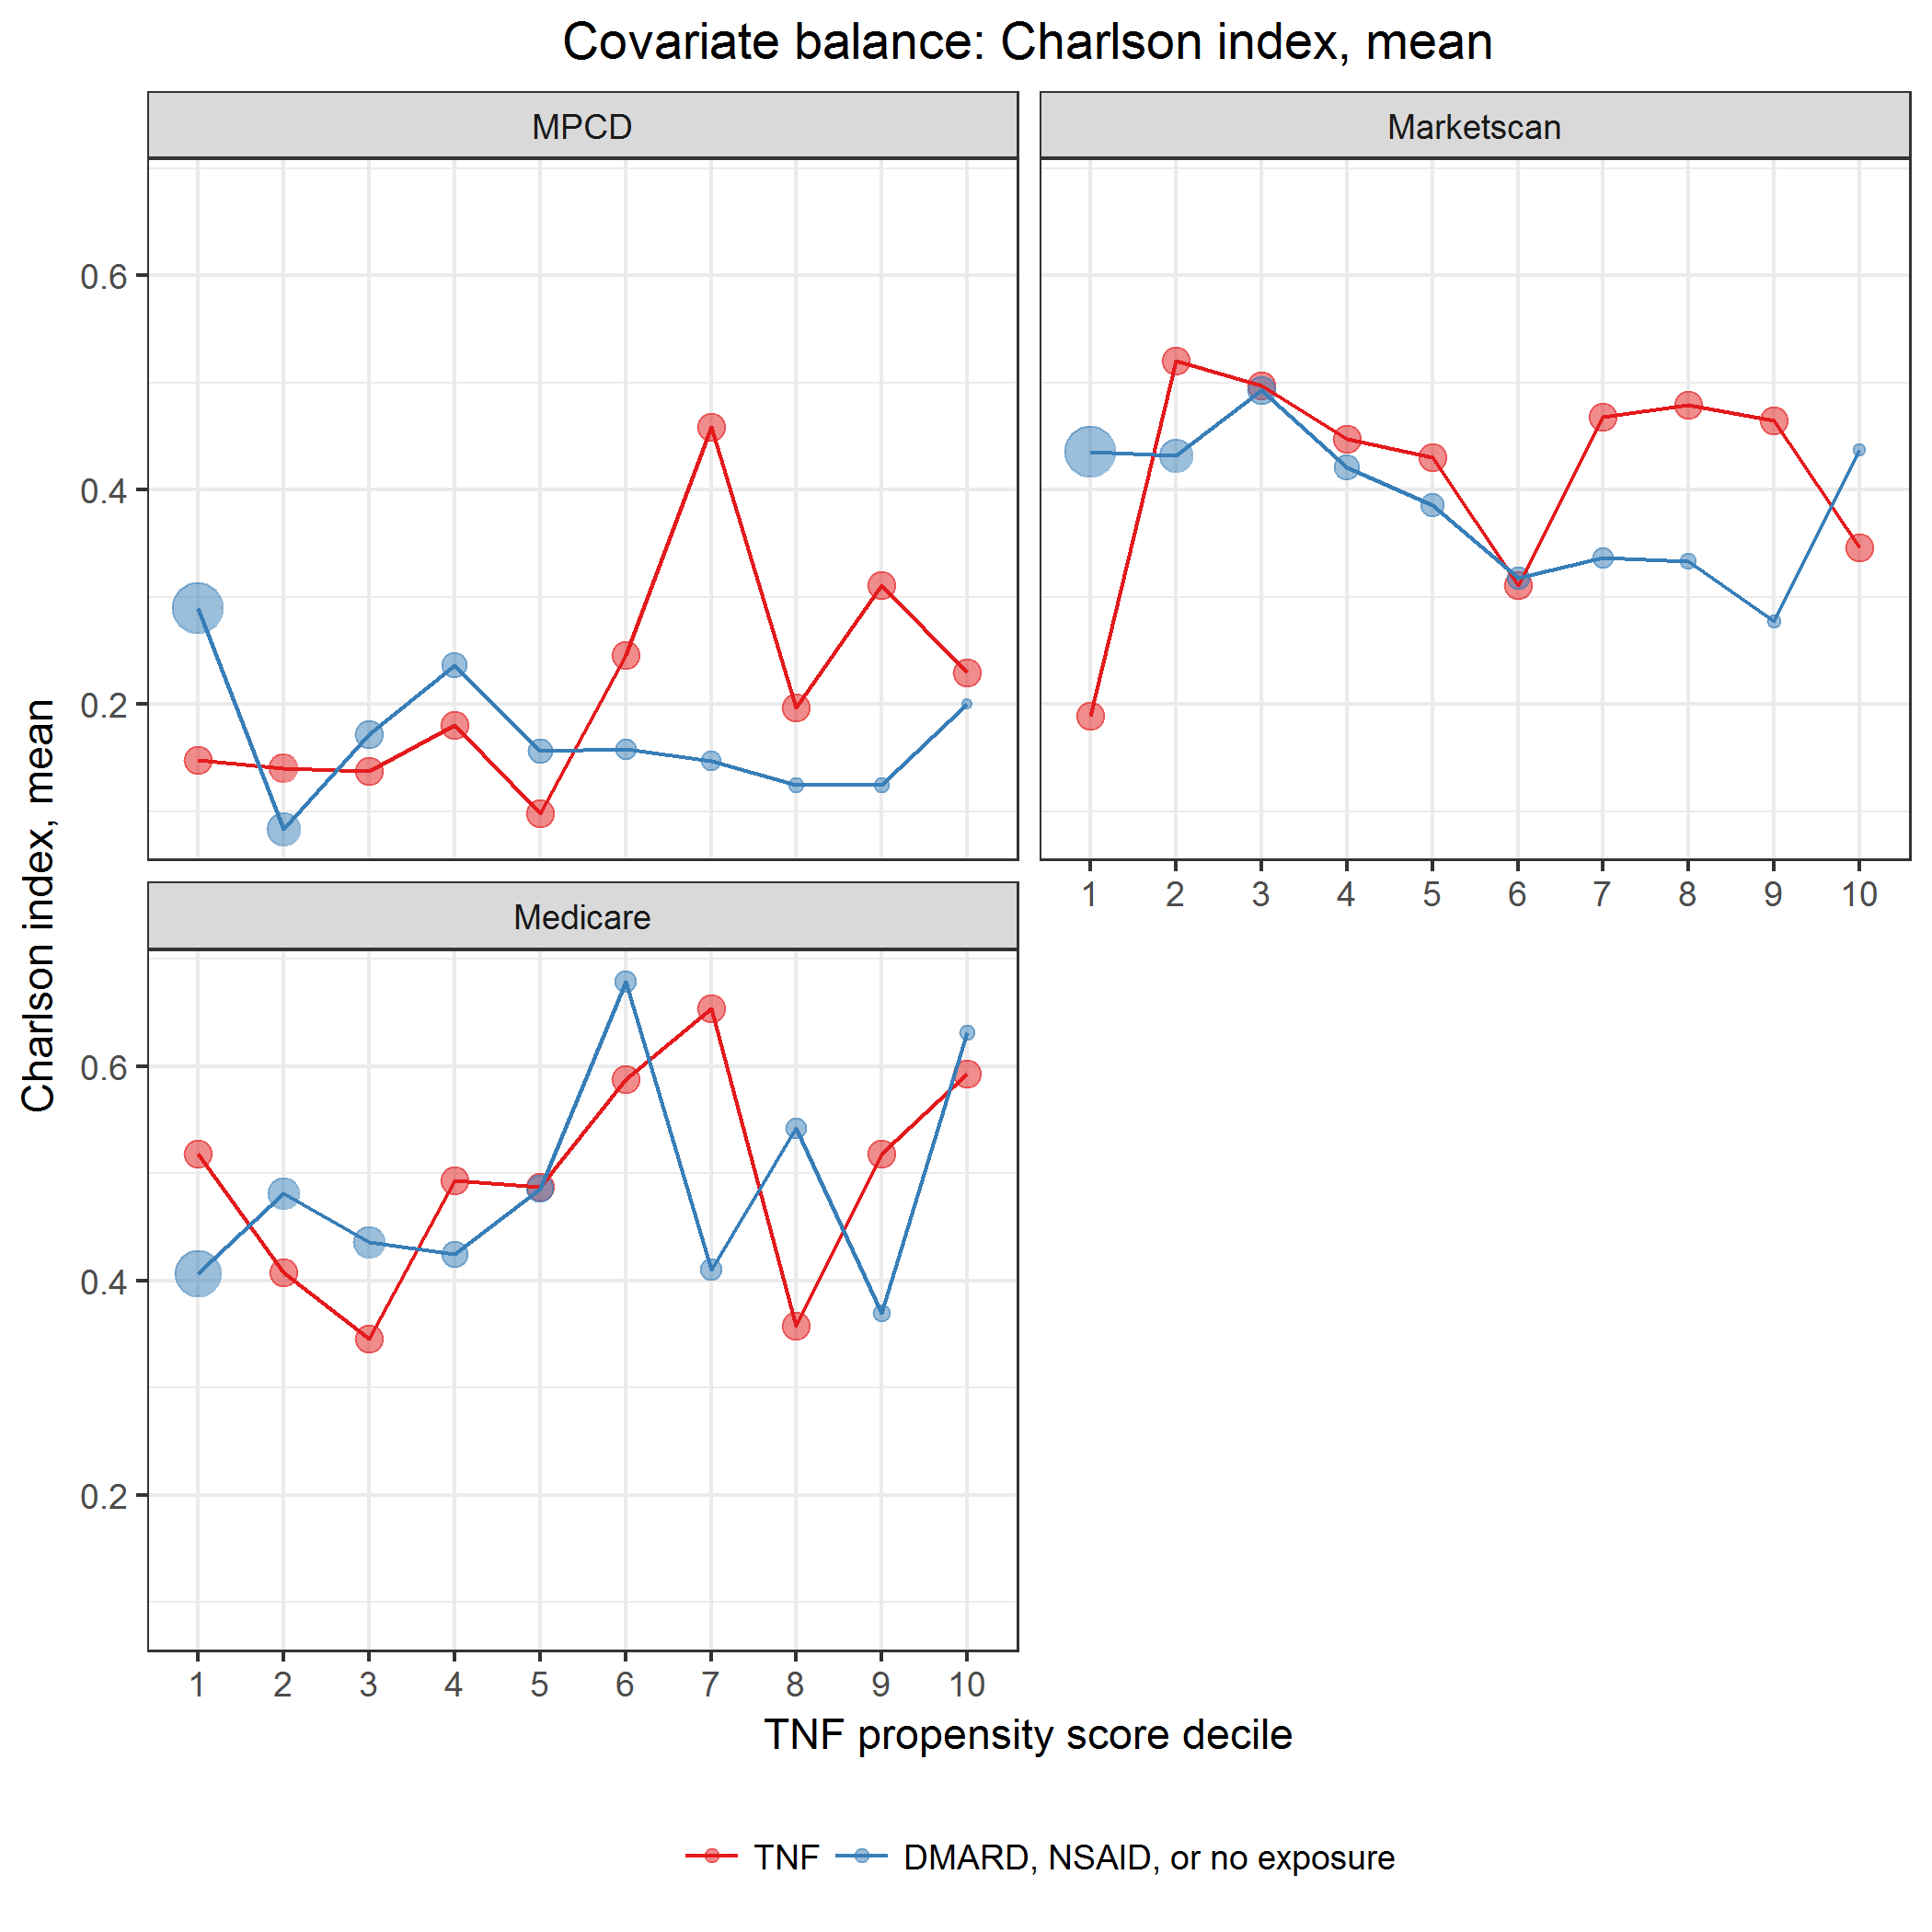 Covariate balance: Charlson index, mean
MPCD
Marketscan
0.6
0.4
0.2
1 2 3 4 5 6 7 8 9 10
Medicare
0.6
0.4
0.2
1 2 3 4 5 6 7 8 9 10
Charlson index, mean
TNF propensity score decile
TNF
DMARD, NSAID, or no exposure